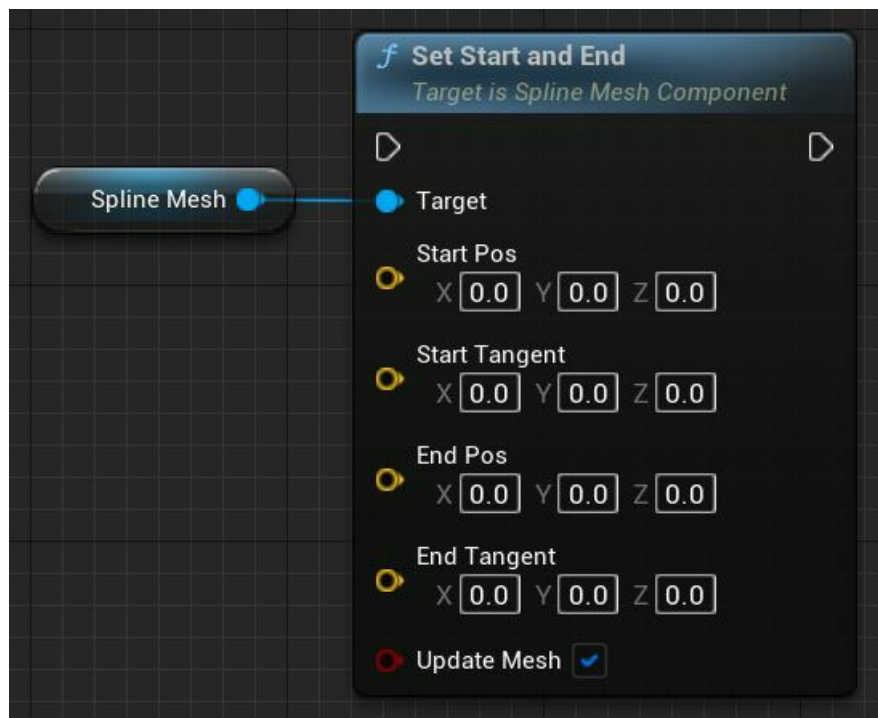 f Set Start and End
Target is Spline Mesh Component
Spline Mesh
Target
Start Pos
X 0.0 Y 0.0 Z 0.0
Start Tangent
X 0.0 Y 0.0 Z 0.0
End Pos
X 0.0 Y 0.0 Z 0.0
End Tangent
X 0.0 Y 0.0 Z 0.0
Update Mesh